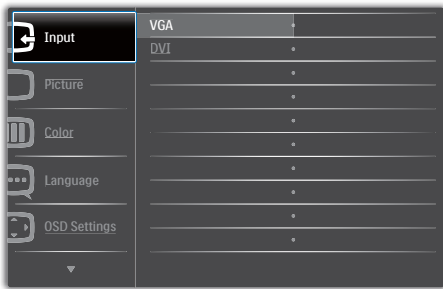 Input
Picture
Color
Language
OSD Settings
VGA
DVI